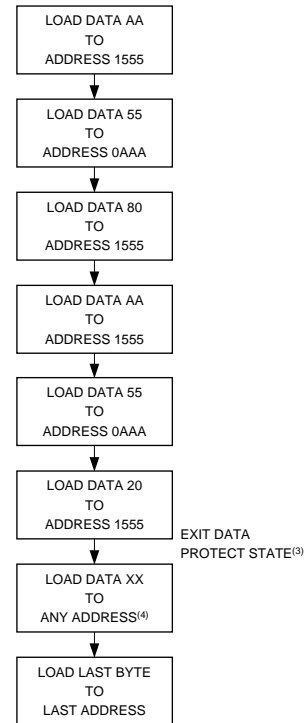 LOAD DATA AA
TO
ADDRESS 1555
LOAD DATA 55
TO
ADDRESS 0AAA
LOAD DATA 80
TO
ADDRESS 1555
LOAD DATA AA
TO
ADDRESS 1555
LOAD DATA 55
TO
ADDRESS 0AAA
LOAD DATA 20
TO
ADDRESS 1555
EXIT DATA
PROTECT STATE(3)
LOAD DATA XX
TO
ANY ADDRESS(4)
LOAD LAST BYTE
TO
LAST ADDRESS